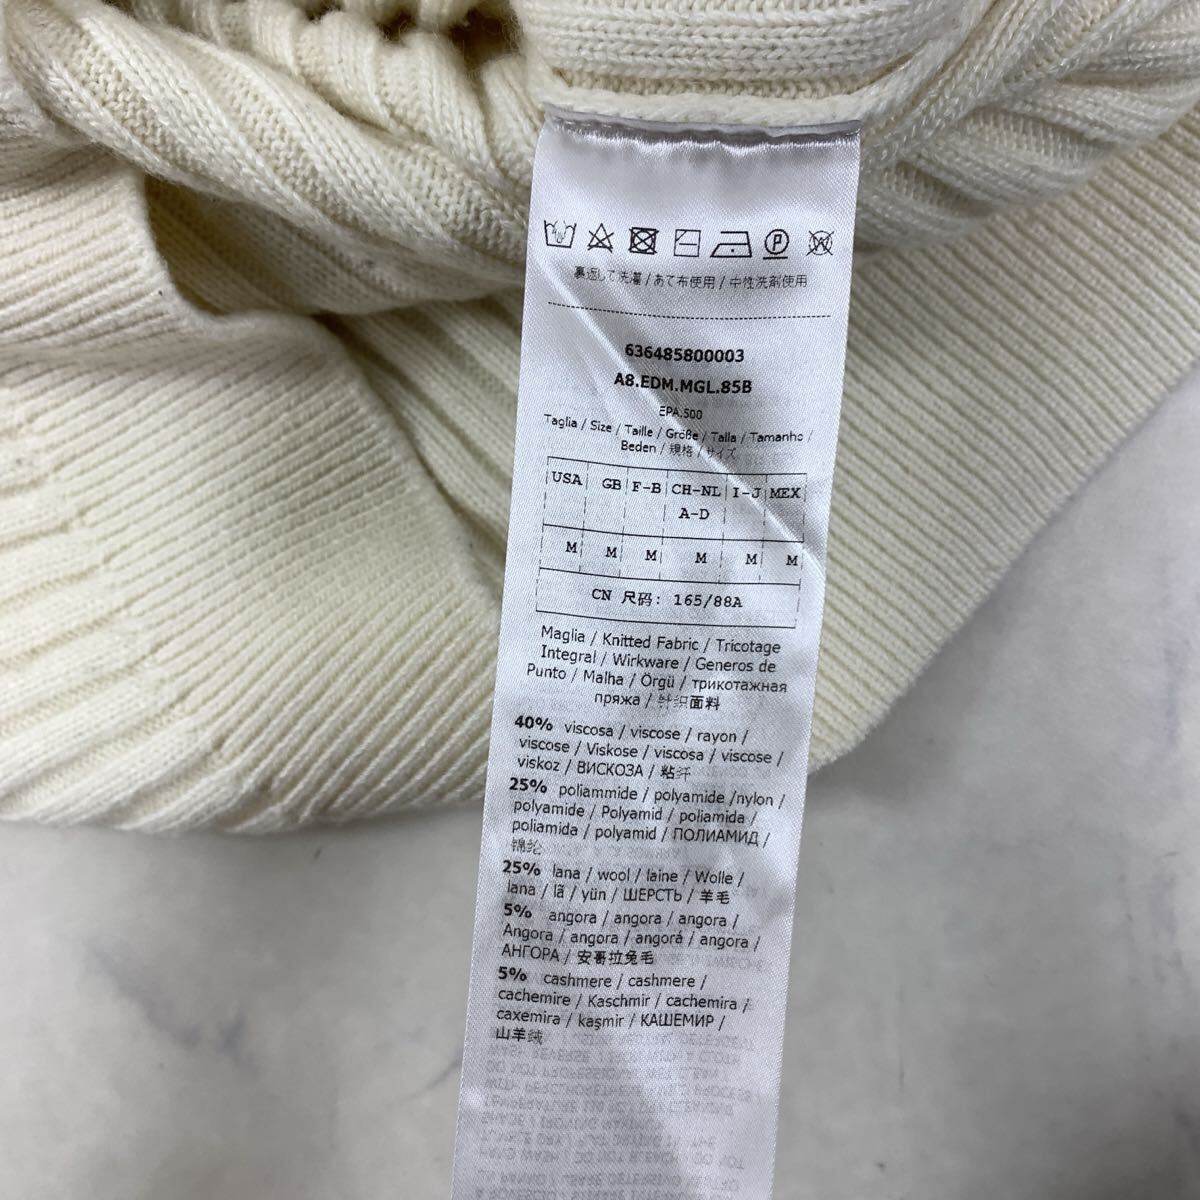 裏返して洗濯 / あて布使用 / 中性洗剤使用
636485800003
A8.EDM.MGL.85B
EPA.500
Taglia / Size / Taille / Größe / Talla / Tamanho /
Beden / 規格 / サイズ
USA GB F-B CH-NL I-J MEX
A-D
M M M M M M
CN 尺码: 165/88A
Maglia / Knitted Fabric / Tricotage
Integral / Wirkware / Generos de
Punto / Malha / Örgü / трикотажная
пряжа / 针织面料
40% viscosa / viscose / rayon /
viscose / Viskose / viscosa / viscose /
viskoz / ВИСКОЗА / 粘纤
25% poliammide / polyamide /nylon /
polyamide / Polyamid / poliamida /
poliamida / polyamid / ПОЛИАМИД /
锦纶
25% lana / wool / laine / Wolle /
lana / lã / yün / ШЕРСТЬ / 羊毛
5% angora / angora / angora /
Angora / angora / angorá / angora /
АНГОРА / 安哥拉兔毛
5% cashmere / cashmere /
cachemire / Kaschmir / cachemira /
caxemira / kaşmir / КАШЕМИР /
山羊绒